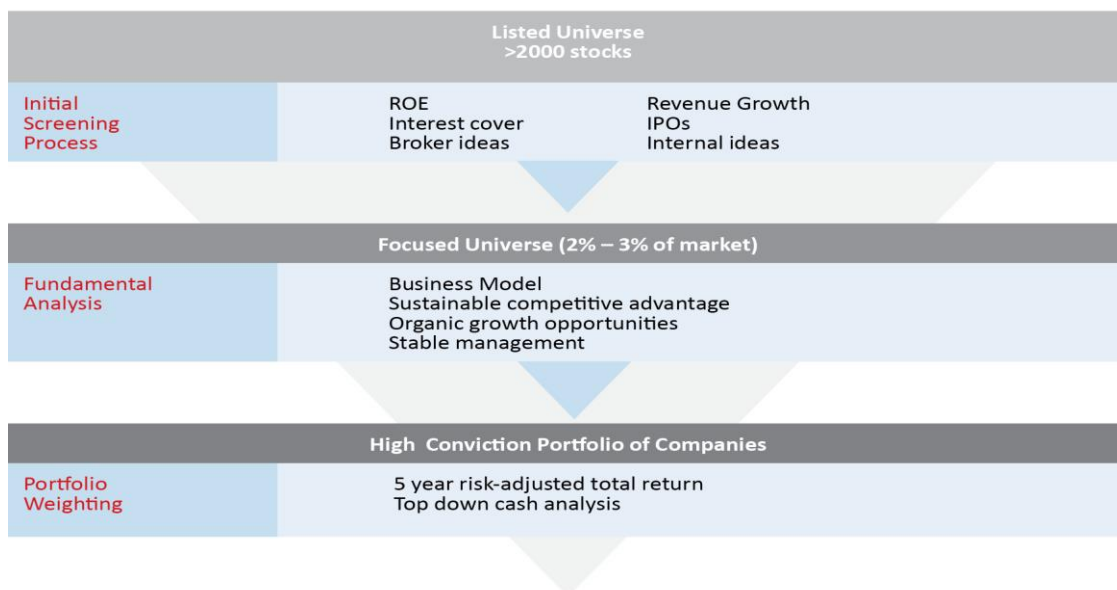 Listed Universe
>2000 stocks
Initial
Screening
Process
ROE
Interest cover
Broker ideas
Revenue Growth
IPOs
Internal ideas
Focused Universe (2% – 3% of market)
Fundamental
Analysis
Business Model
Sustainable competitive advantage
Organic growth opportunities
Stable management
High Conviction Portfolio of Companies
Portfolio
Weighting
5 year risk-adjusted total return
Top down cash analysis